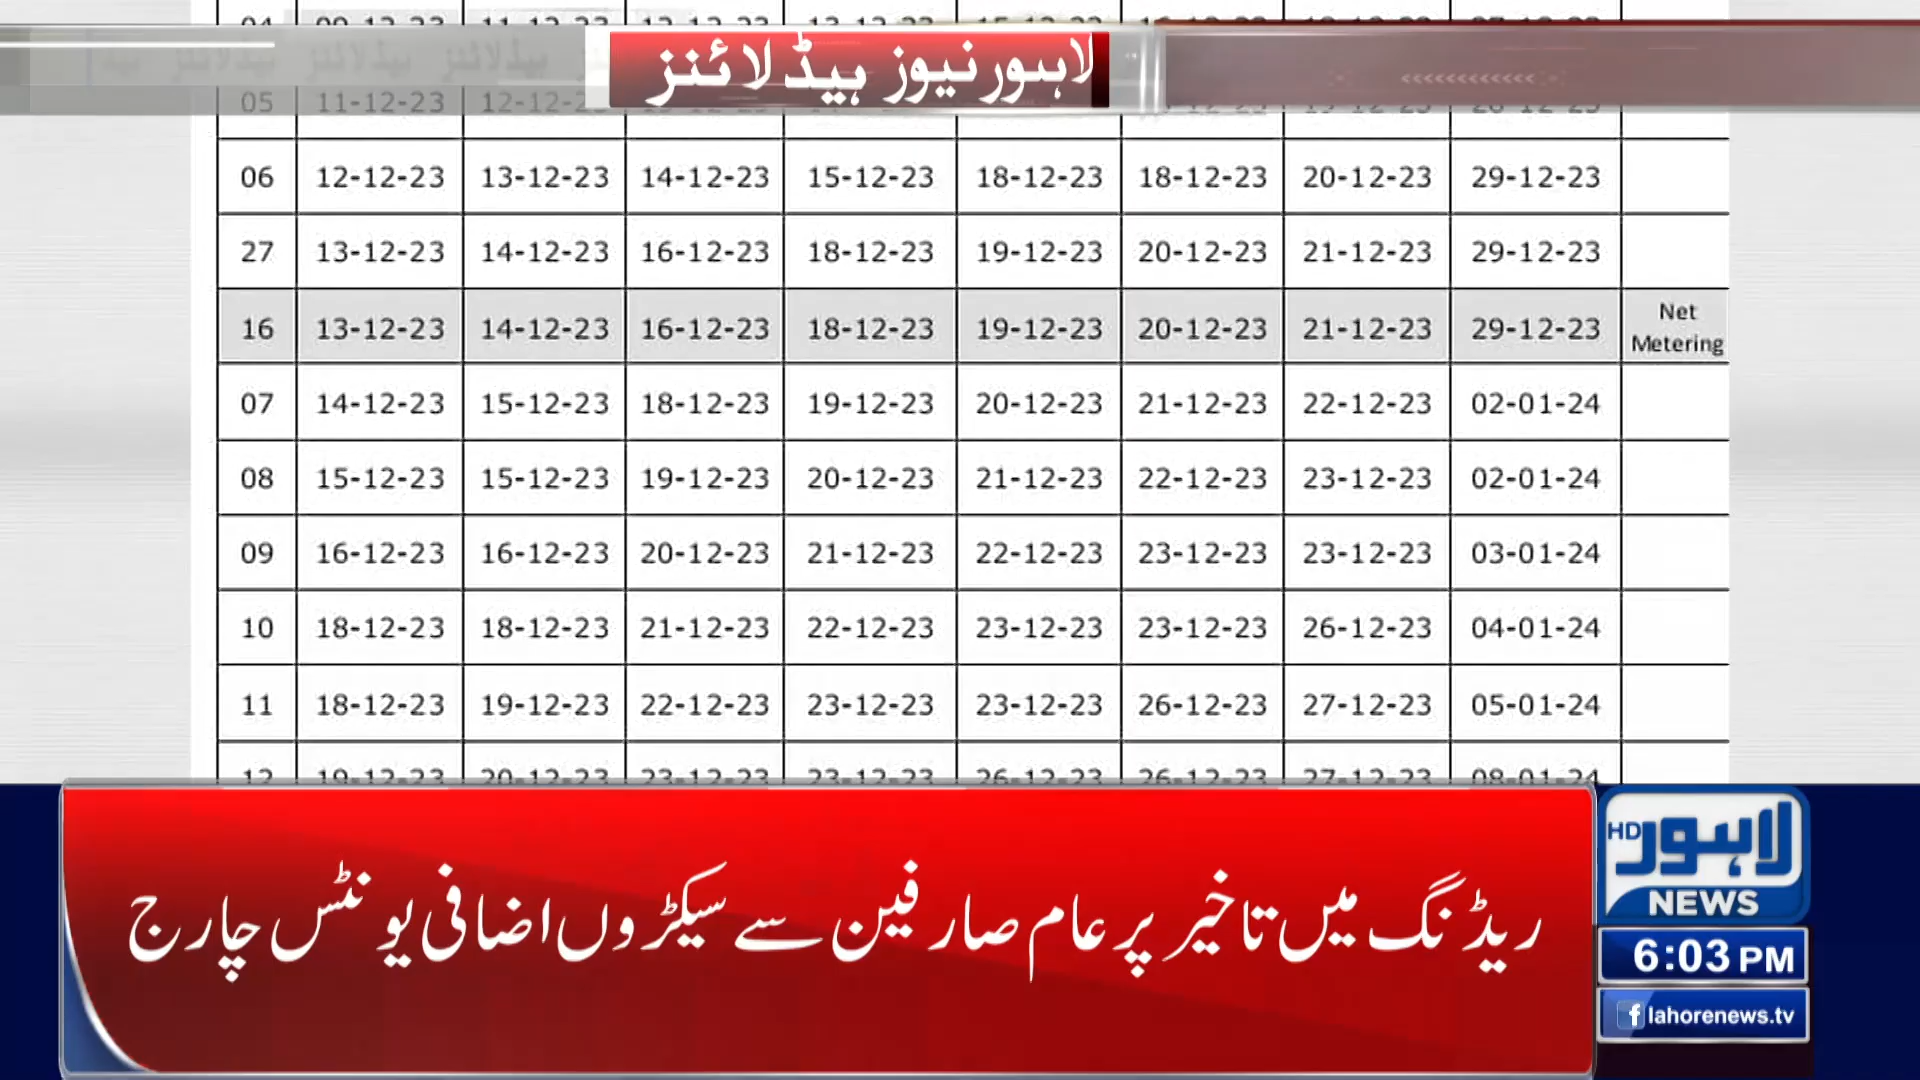 لاہور نیوز ہیڈ لائنز
05 11-12-23
06 12-12-23 13-12-23 14-12-23 15-12-23 18-12-23 18-12-23 20-12-23 29-12-23
27 13-12-23 14-12-23 16-12-23 18-12-23 19-12-23 20-12-23 21-12-23 29-12-23
16 13-12-23 14-12-23 16-12-23 18-12-23 19-12-23 20-12-23 21-12-23 29-12-23 Net Metering
07 14-12-23 15-12-23 18-12-23 19-12-23 20-12-23 21-12-23 22-12-23 02-01-24
08 15-12-23 15-12-23 19-12-23 20-12-23 21-12-23 22-12-23 23-12-23 02-01-24
09 16-12-23 16-12-23 20-12-23 21-12-23 22-12-23 23-12-23 23-12-23 03-01-24
10 18-12-23 18-12-23 21-12-23 22-12-23 23-12-23 23-12-23 26-12-23 04-01-24
11 18-12-23 19-12-23 22-12-23 23-12-23 23-12-23 26-12-23 27-12-23 05-01-24
12 19-12-23 20-12-23 23-12-23 23-12-23 26-12-23 26-12-23 27-12-23 08-01-24
ریڈنگ میں تاخیر پر عام صارفین سے سیکڑوں اضافی یونٹس چارج
لاہور HD
NEWS
6:03 PM
lahorenews.tv